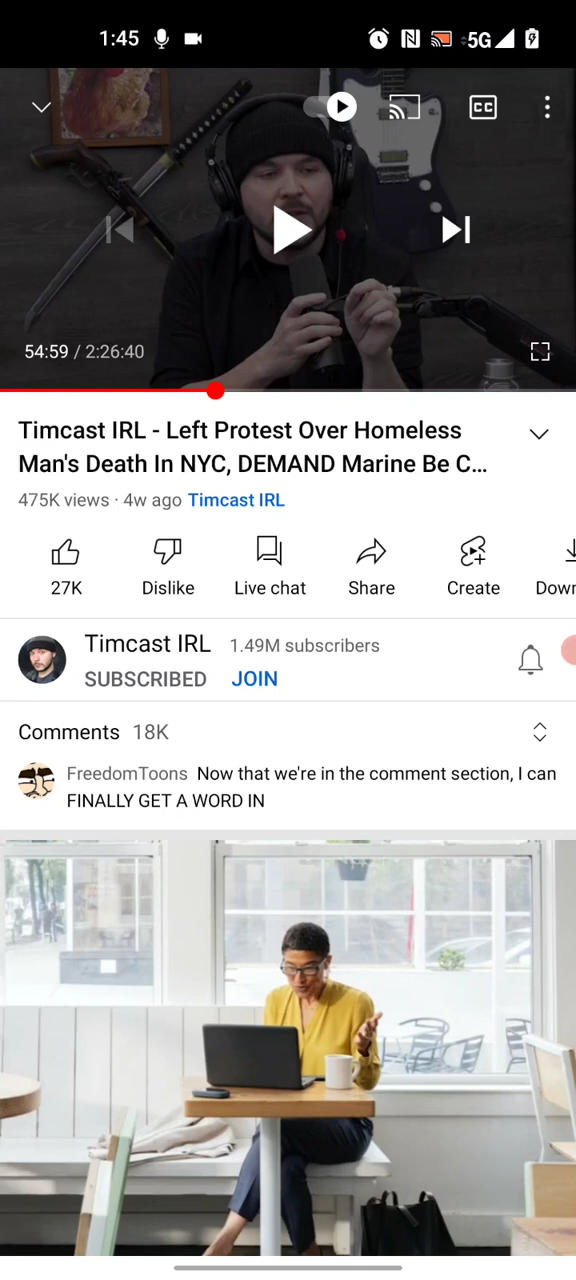 1:45
5G
CC
54:59 / 2:26:40
Timcast IRL - Left Protest Over Homeless
Man's Death In NYC, DEMAND Marine Be C...
475K views · 4w ago Timcast IRL
27K Dislike Live chat Share Create Down
Timcast IRL 1.49M subscribers
SUBSCRIBED JOIN
Comments 18K
FreedomToons Now that we're in the comment section, I can
FINALLY GET A WORD IN